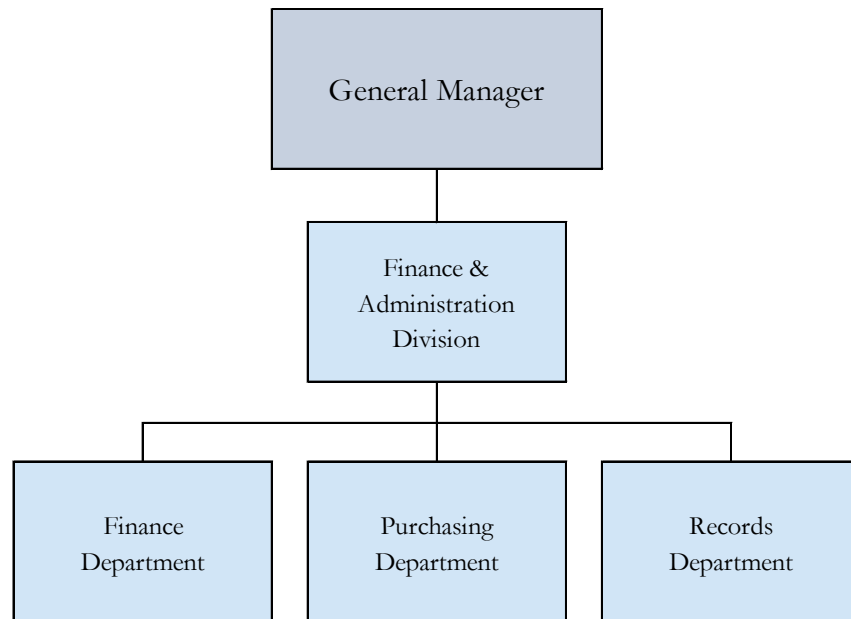 General Manager
Finance &
Administration
Division
Finance
Department
Purchasing
Department
Records
Department